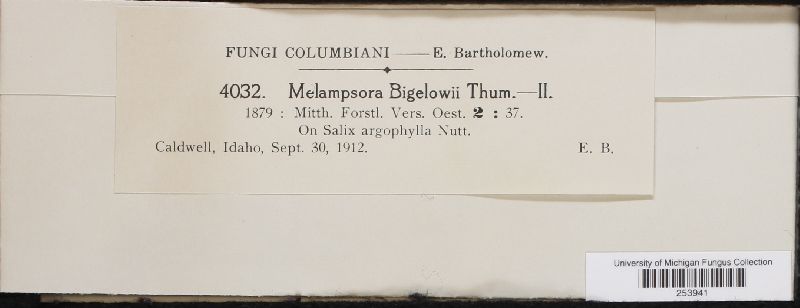 FUNGI COLUMBIANI — E. Bartholomew.
4032. Melampsora Bigelowii Thum.—II.
1879 : Mitth. Forstl. Vers. Oest. 2 : 37.
On Salix argophylla Nutt.
Caldwell, Idaho, Sept. 30, 1912. E. B.
University of Michigan Fungus Collection
253941